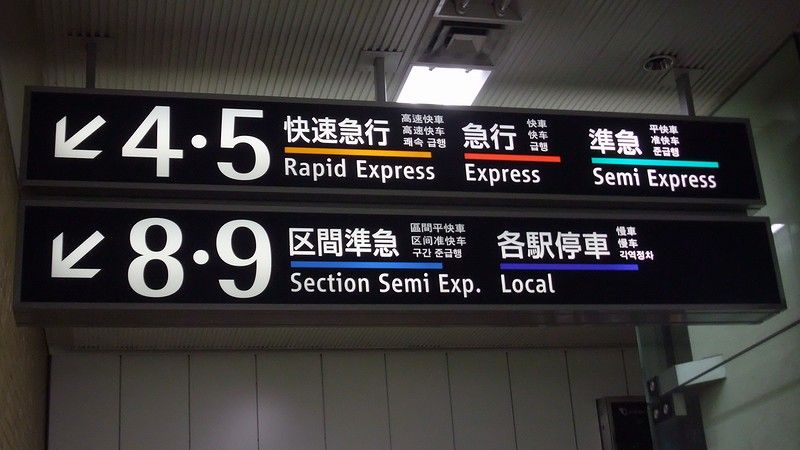 ↙ 4・5 快速急行 高速快車 高速快车 쾌속 급행 急行 快車 快车 급행 準急 平快車 准快车 준급행
Rapid Express Express Semi Express
↙ 8・9 区間準急 區間平快車 区间准快车 구간 준급행 各駅停車 慢車 慢车 각역정차
Section Semi Exp. Local